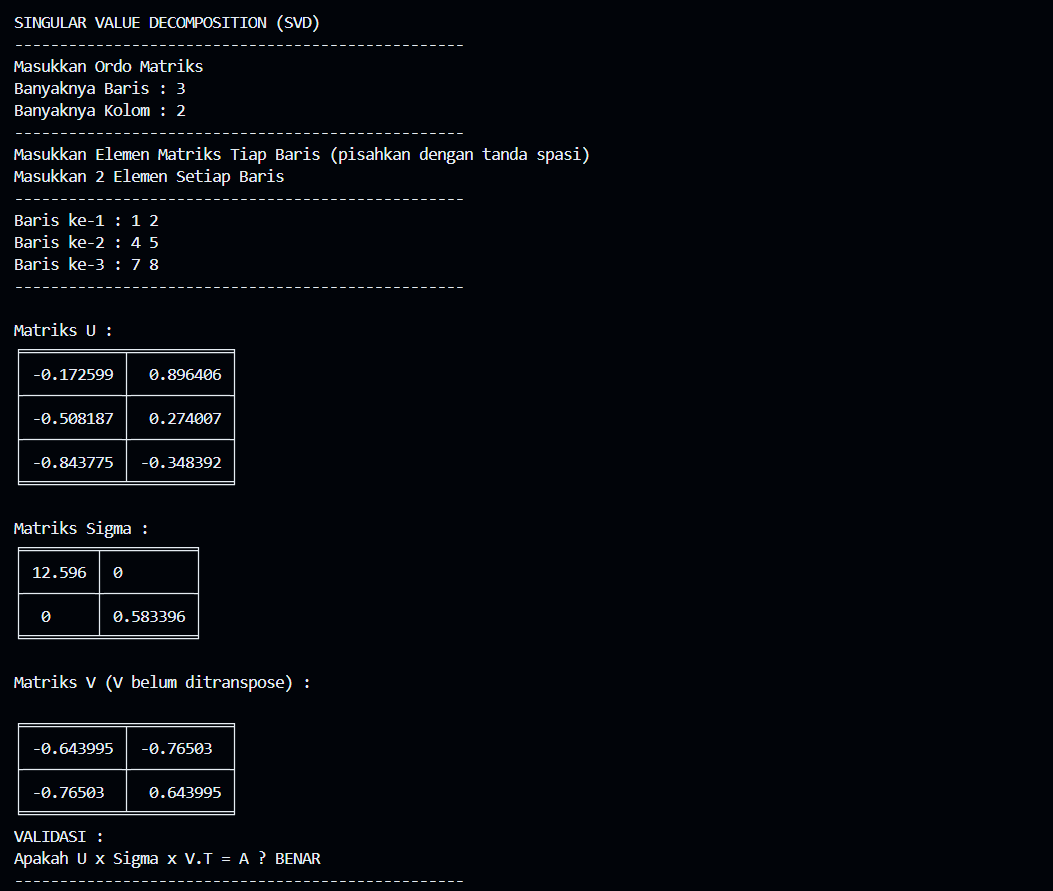 SINGULAR VALUE DECOMPOSITION (SVD)
--------------------------------------------------
Masukkan Ordo Matriks
Banyaknya Baris : 3
Banyaknya Kolom : 2
--------------------------------------------------
Masukkan Elemen Matriks Tiap Baris (pisahkan dengan tanda spasi)
Masukkan 2 Elemen Setiap Baris
--------------------------------------------------
Baris ke-1 : 1 2
Baris ke-2 : 4 5
Baris ke-3 : 7 8
--------------------------------------------------
Matriks U :
-0.172599 0.896406
-0.508187 0.274007
-0.843775 -0.348392
Matriks Sigma :
12.596 0
0 0.583396
Matriks V (V belum ditranspose) :
-0.643995 -0.76503
-0.76503 0.643995
VALIDASI :
Apakah U x Sigma x V.T = A ? BENAR
--------------------------------------------------